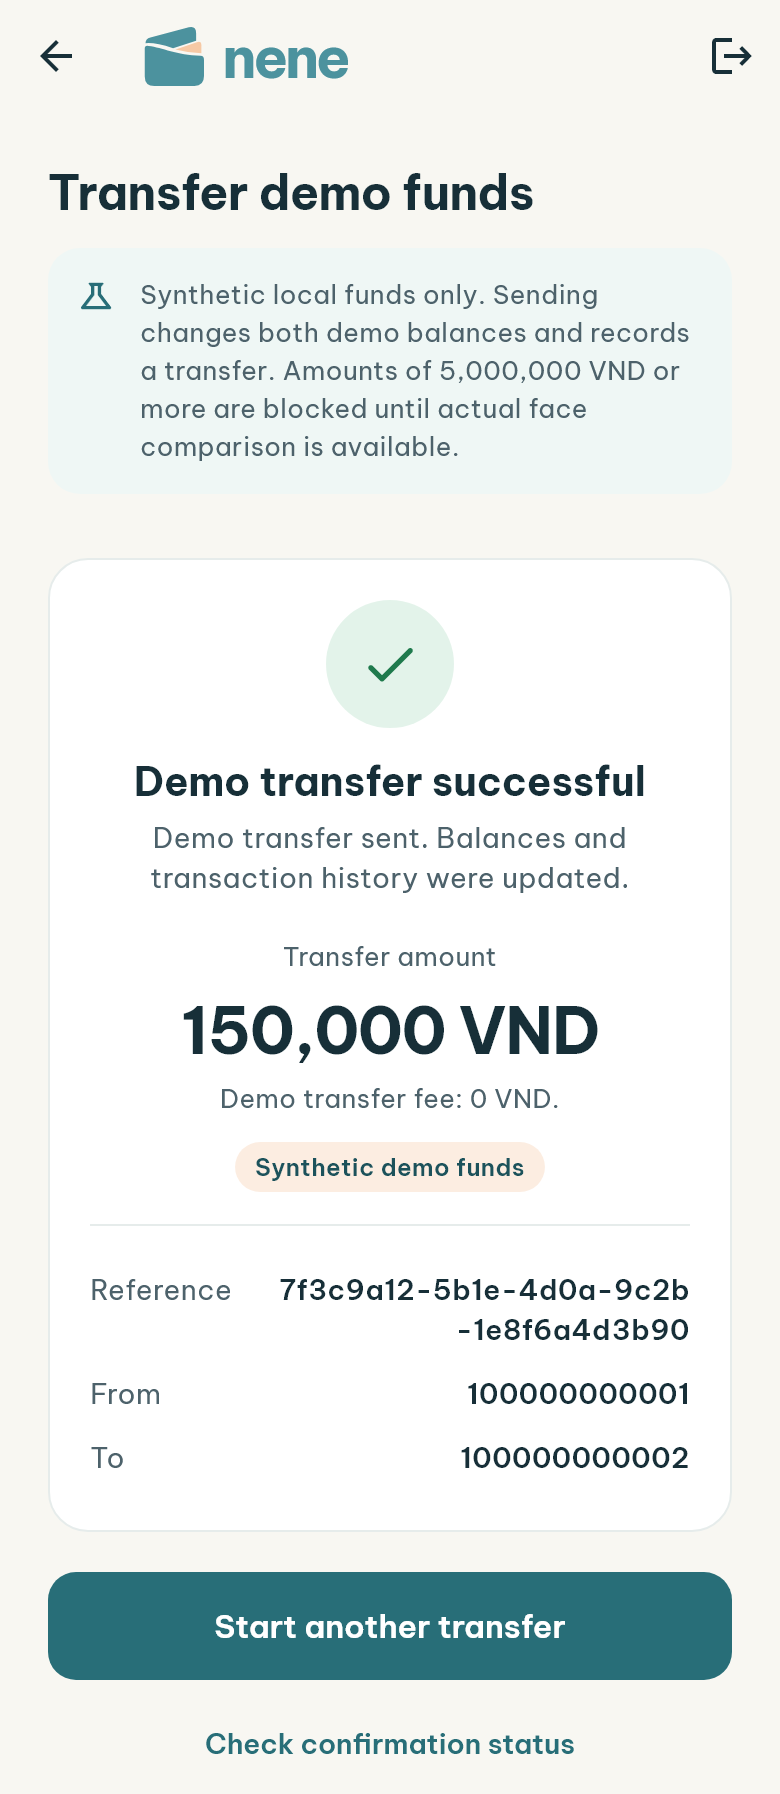 nene
Transfer demo funds
Synthetic local funds only. Sending
changes both demo balances and records
a transfer. Amounts of 5,000,000 VND or
more are blocked until actual face
comparison is available.
Demo transfer successful
Demo transfer sent. Balances and
transaction history were updated.
Transfer amount
150,000 VND
Demo transfer fee: 0 VND.
Synthetic demo funds
Reference 7f3c9a12-5b1e-4d0a-9c2b
-1e8f6a4d3b90
From 100000000001
To 100000000002
Start another transfer
Check confirmation status